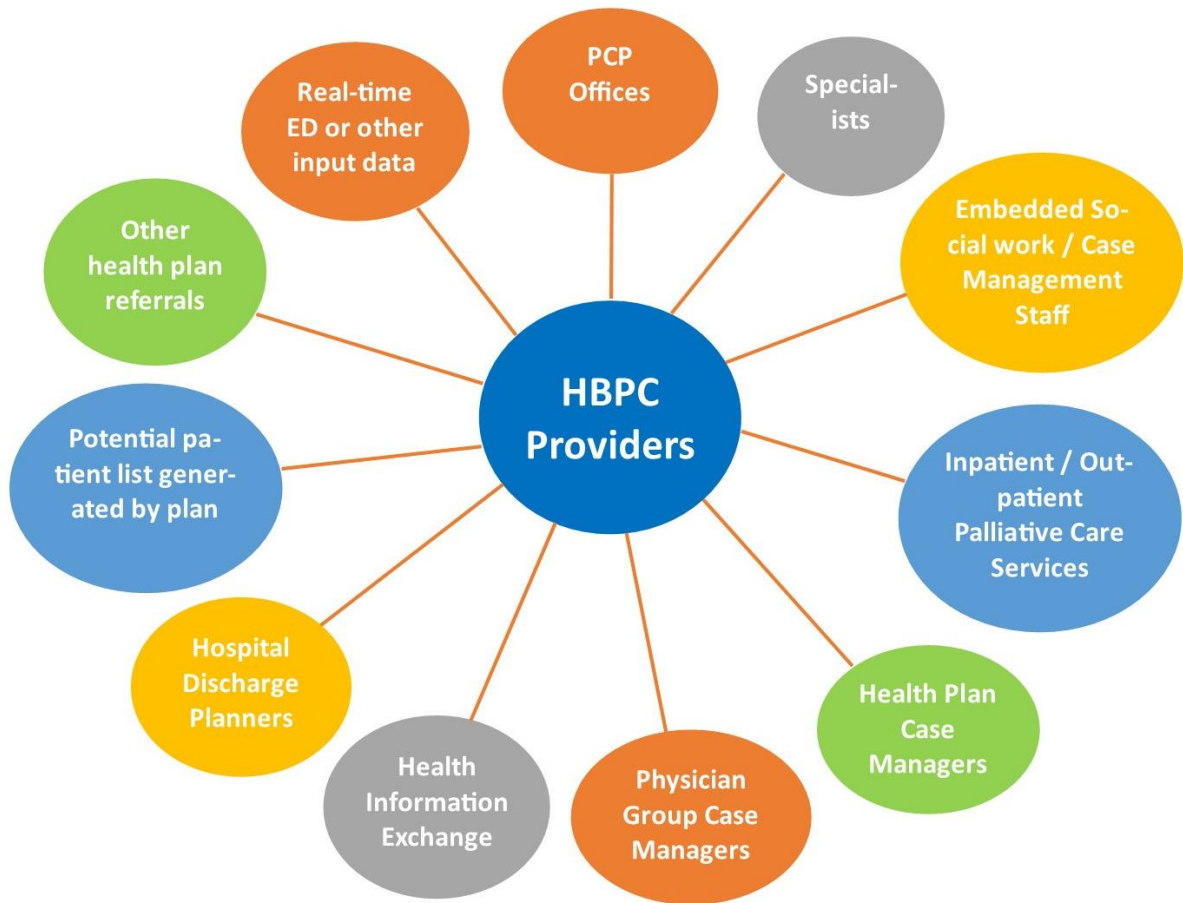 PCP
Offices
Special-
ists
Embedded So-
cial work / Case
Management
Staff
Inpatient / Out-
patient
Palliative Care
Services
Health Plan
Case
Managers
Physician
Group Case
Managers
Health
Information
Exchange
Hospital
Discharge
Planners
Potential pa-
tient list gener-
ated by plan
Other
health plan
referrals
Real-time
ED or other
input data
HBPC
Providers